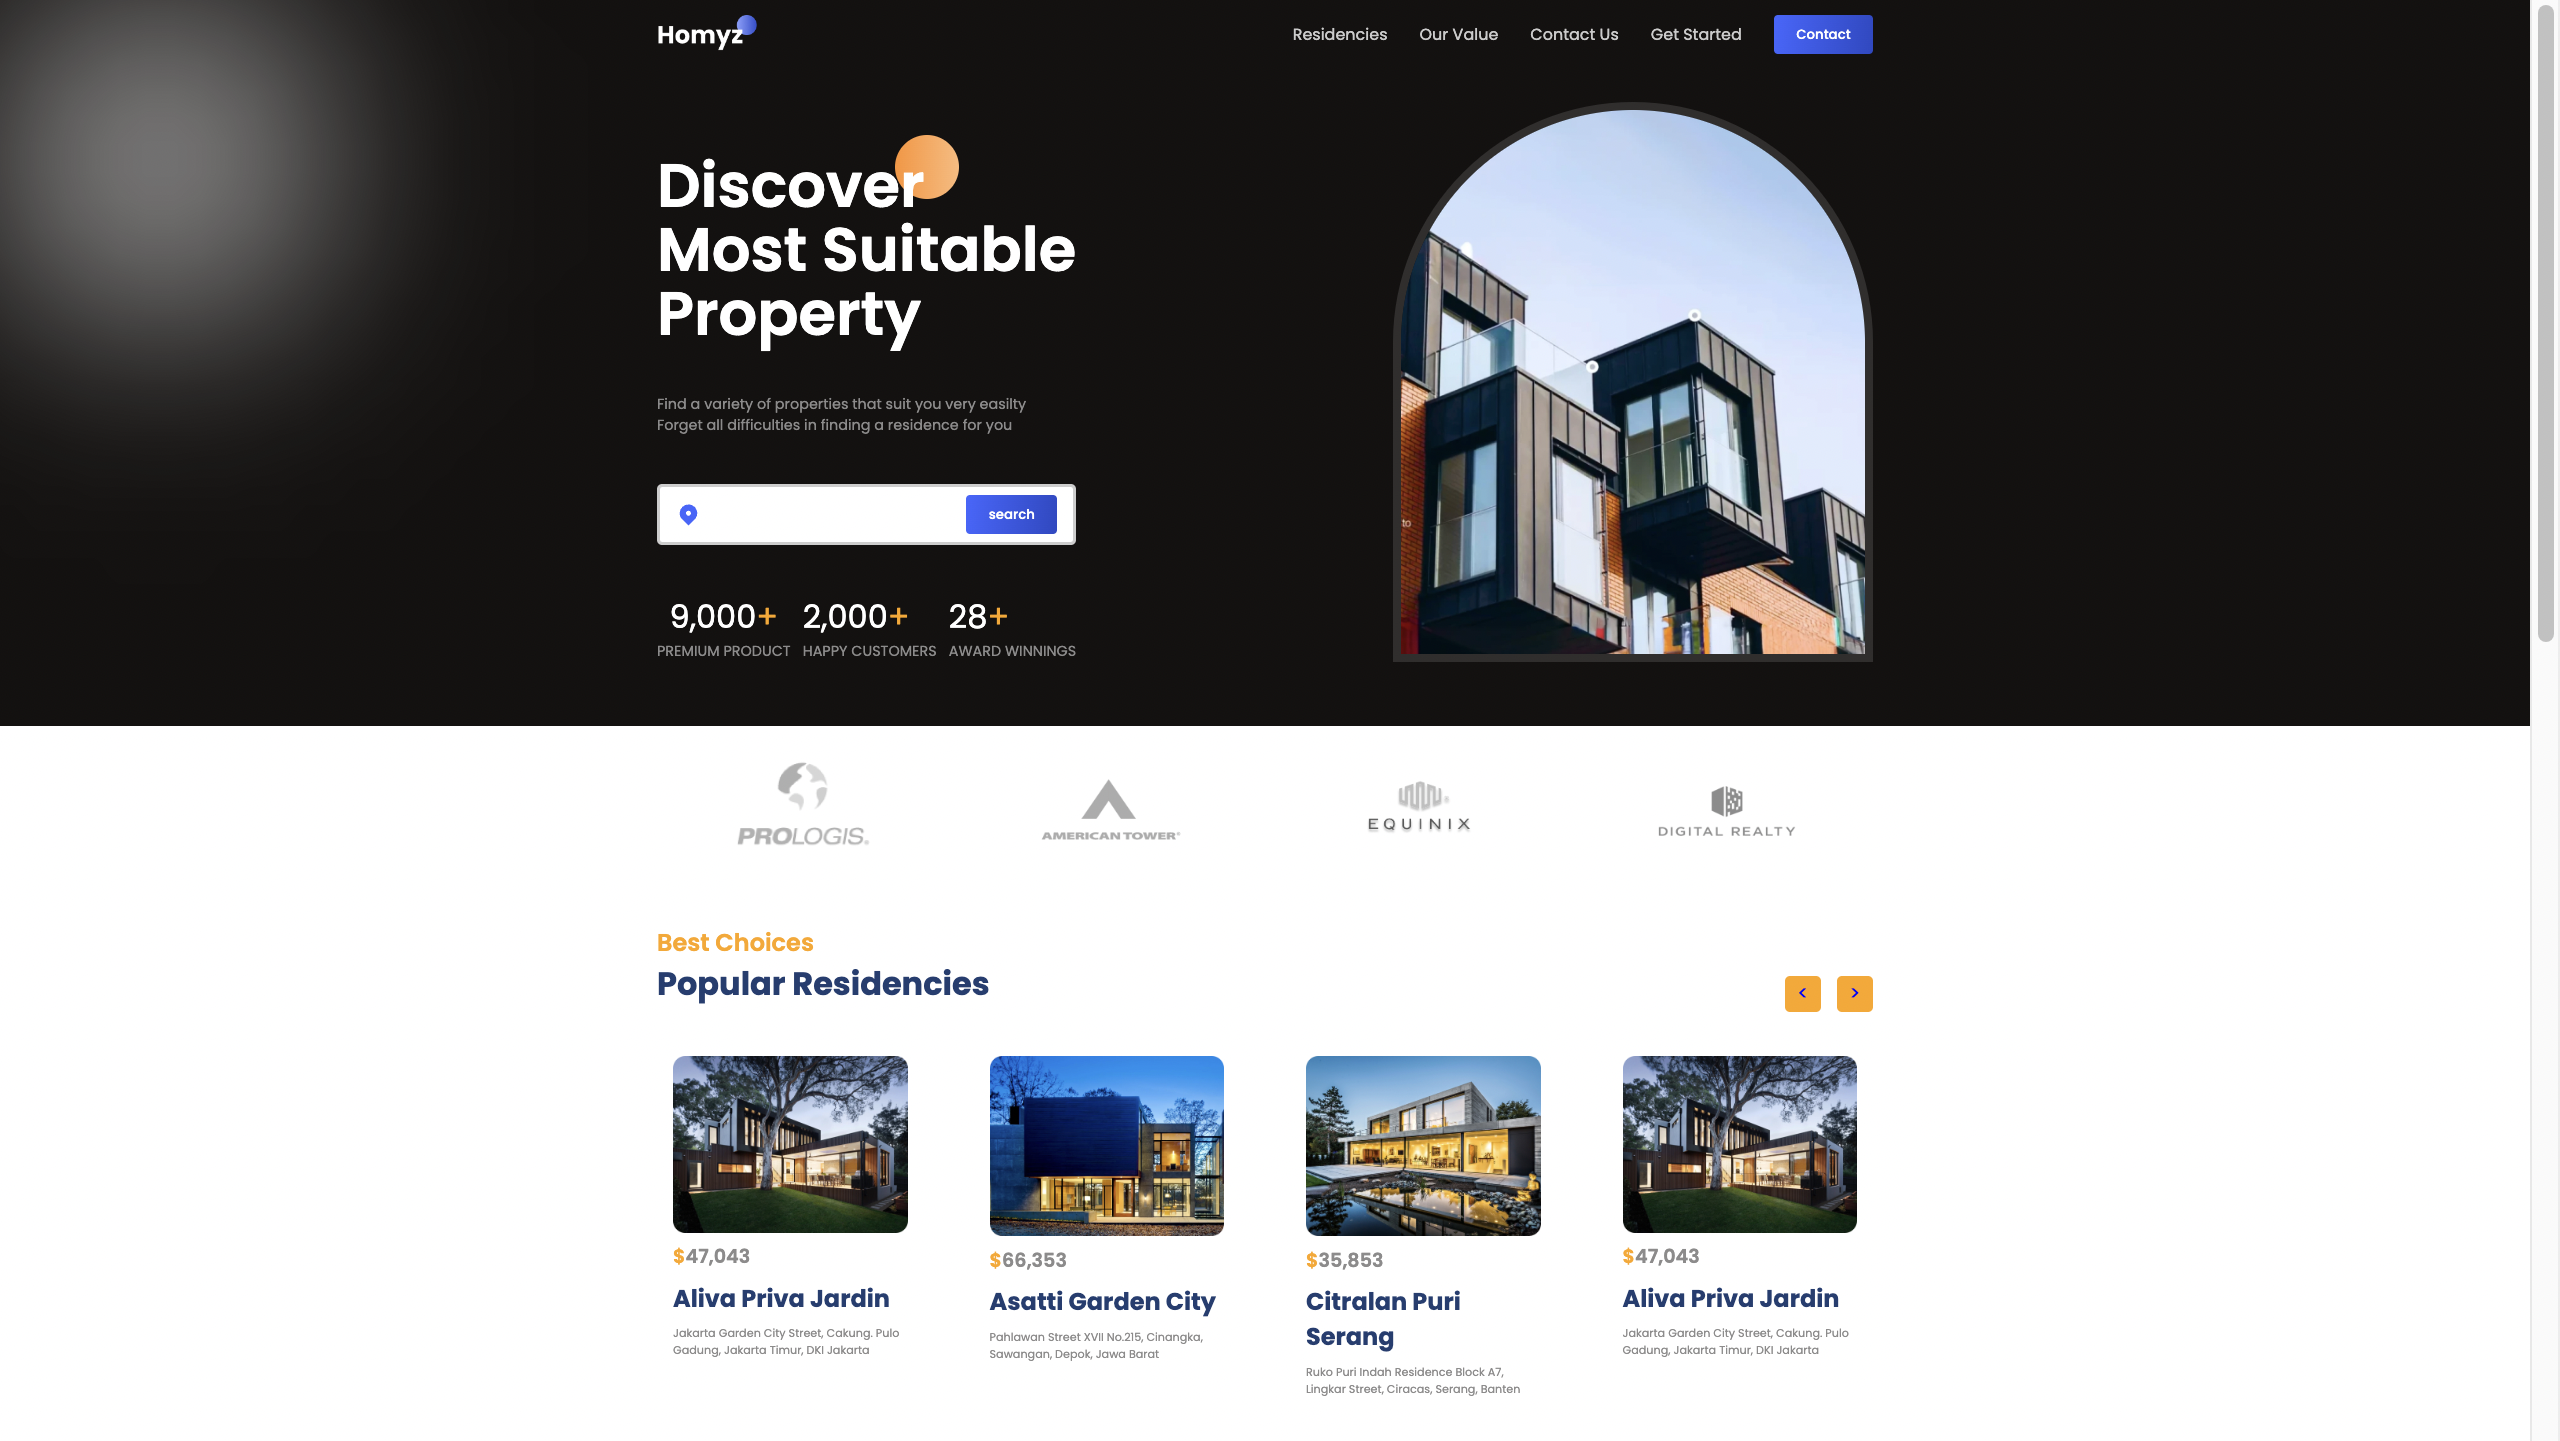 Homyz
Residencies
Our Value
Contact Us
Get Started
Contact
Discover
Most Suitable
Property
Find a variety of properties that suit you very easilty
Forget all difficulties in finding a residence for you
search
9,000+
2,000+
28+
PREMIUM PRODUCT
HAPPY CUSTOMERS
AWARD WINNINGS
to
PROLOGIS®
AMERICAN TOWER®
EQUINIX
DIGITAL REALTY
Best Choices
Popular Residencies
<
>
$47,043
Aliva Priva Jardin
Jakarta Garden City Street, Cakung. Pulo
Gadung, Jakarta Timur, DKI Jakarta
$66,353
Asatti Garden City
Pahlawan Street XVII No.215, Cinangka,
Sawangan, Depok, Jawa Barat
$35,853
Citralan Puri
Serang
Ruko Puri Indah Residence Block A7,
Lingkar Street, Ciracas, Serang, Banten
$47,043
Aliva Priva Jardin
Jakarta Garden City Street, Cakung. Pulo
Gadung, Jakarta Timur, DKI Jakarta